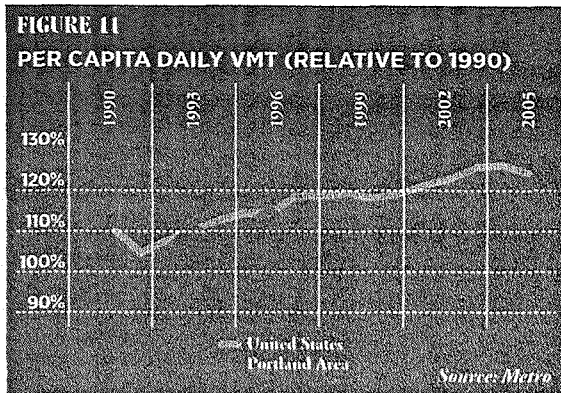 FIGURE 11
PER CAPITA DAILY VMT (RELATIVE TO 1990)
1990 1993 1996 1999 2002 2005
130%
120%
110%
100%
90%
United States
Portland Area
Source: Metro